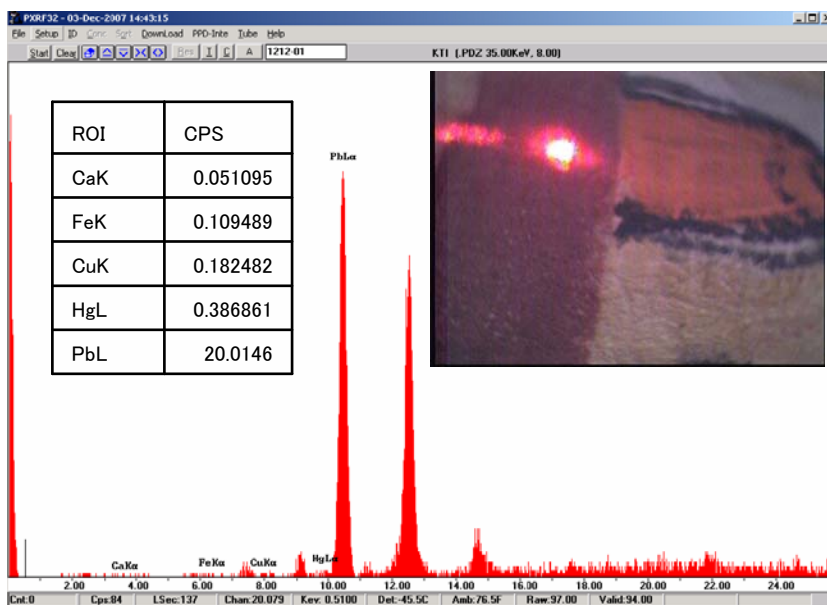 PXRF32 - 03-Dec-2007 14:43:15
File Setup ID Conc Sqrt DownLoad PPD-Inte Tube Help
Start Clear Res I C A 1212-01 KTI [.PDZ 35.00KeV, 8.00]
ROI CPS
CaK 0.051095
FeK 0.109489
CuK 0.182482
HgL 0.386861
PbL 20.0146
PbLα
CaKα FeKα CuKα HgLα
2.00 4.00 6.00 8.00 10.00 12.00 14.00 16.00 18.00 20.00 22.00 24.00
Cnt:0 Cps:84 LSec:137 Chan:20.079 Kev: 0.5100 Det:-45.5C Amb:76.5F Raw:97.00 Valid:94.00